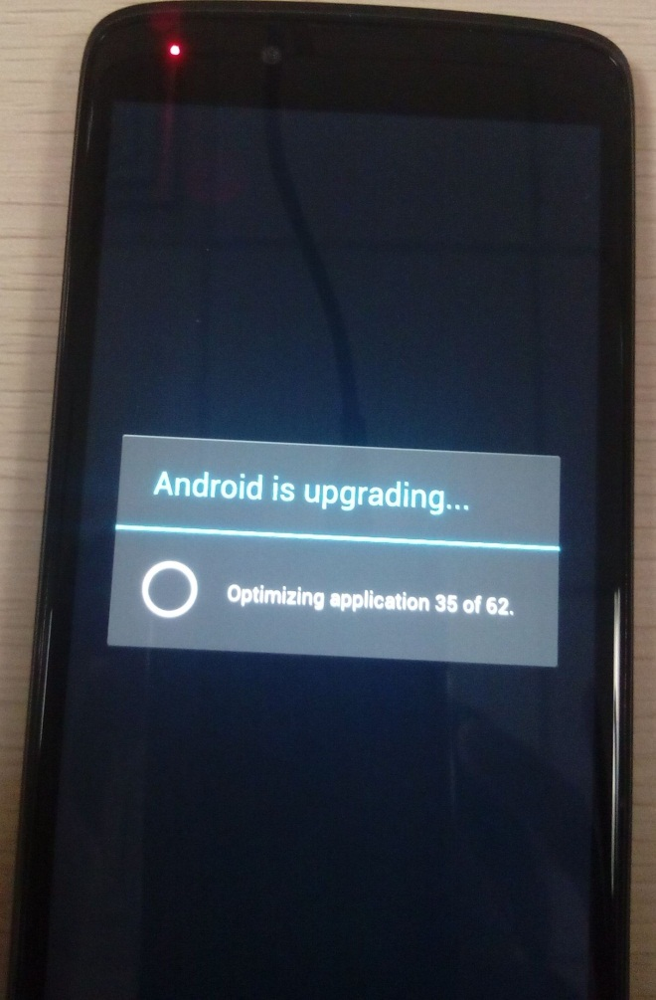 Android is upgrading...
Optimizing application 35 of 62.